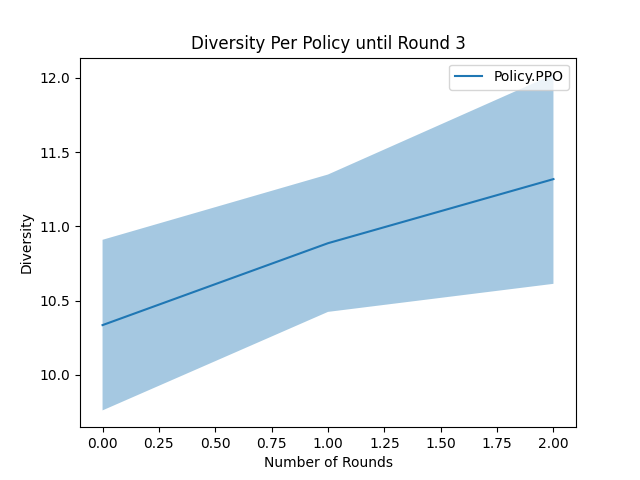 Diversity Per Policy until Round 3
Policy.PPO
Diversity
12.0
11.5
11.0
10.5
10.0
0.00 0.25 0.50 0.75 1.00 1.25 1.50 1.75 2.00
Number of Rounds